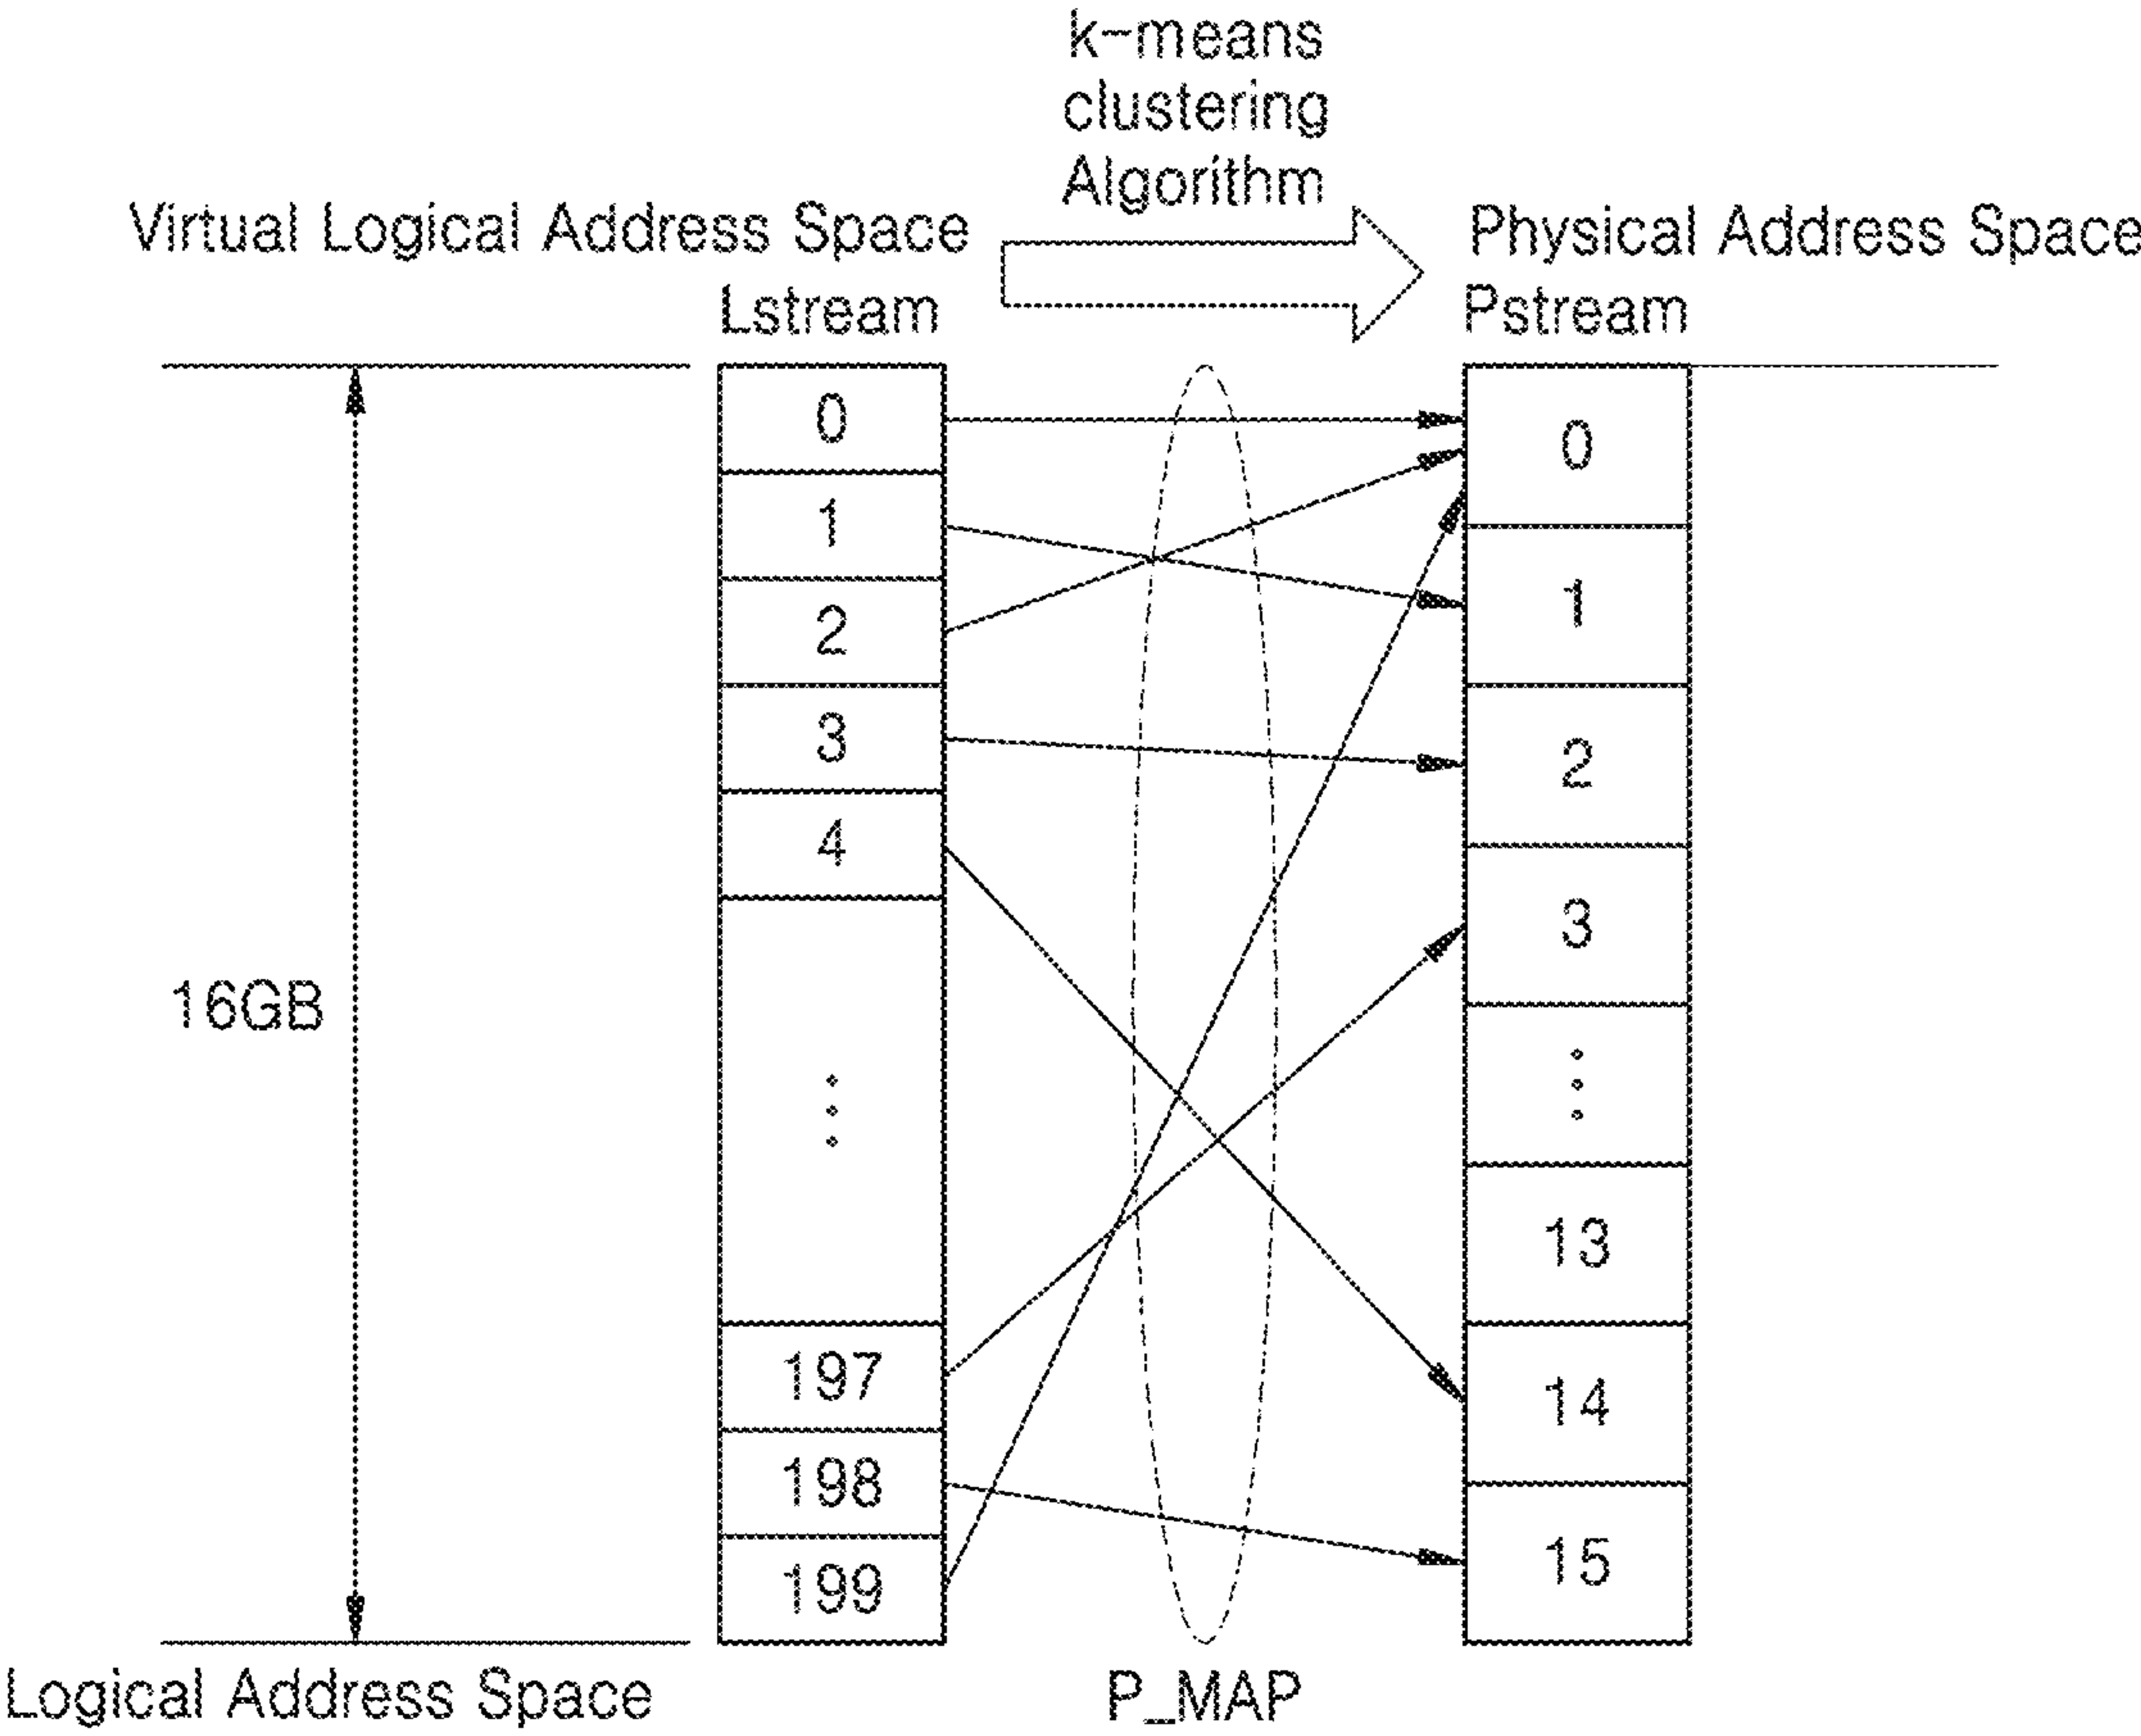 k-means
clustering
Algorithm
Virtual Logical Address Space
Physical Address Space
Lstream
Pstream
0
1
2
3
4
197
198
199
0
1
2
3
13
14
15
16GB
Logical Address Space
P_MAP